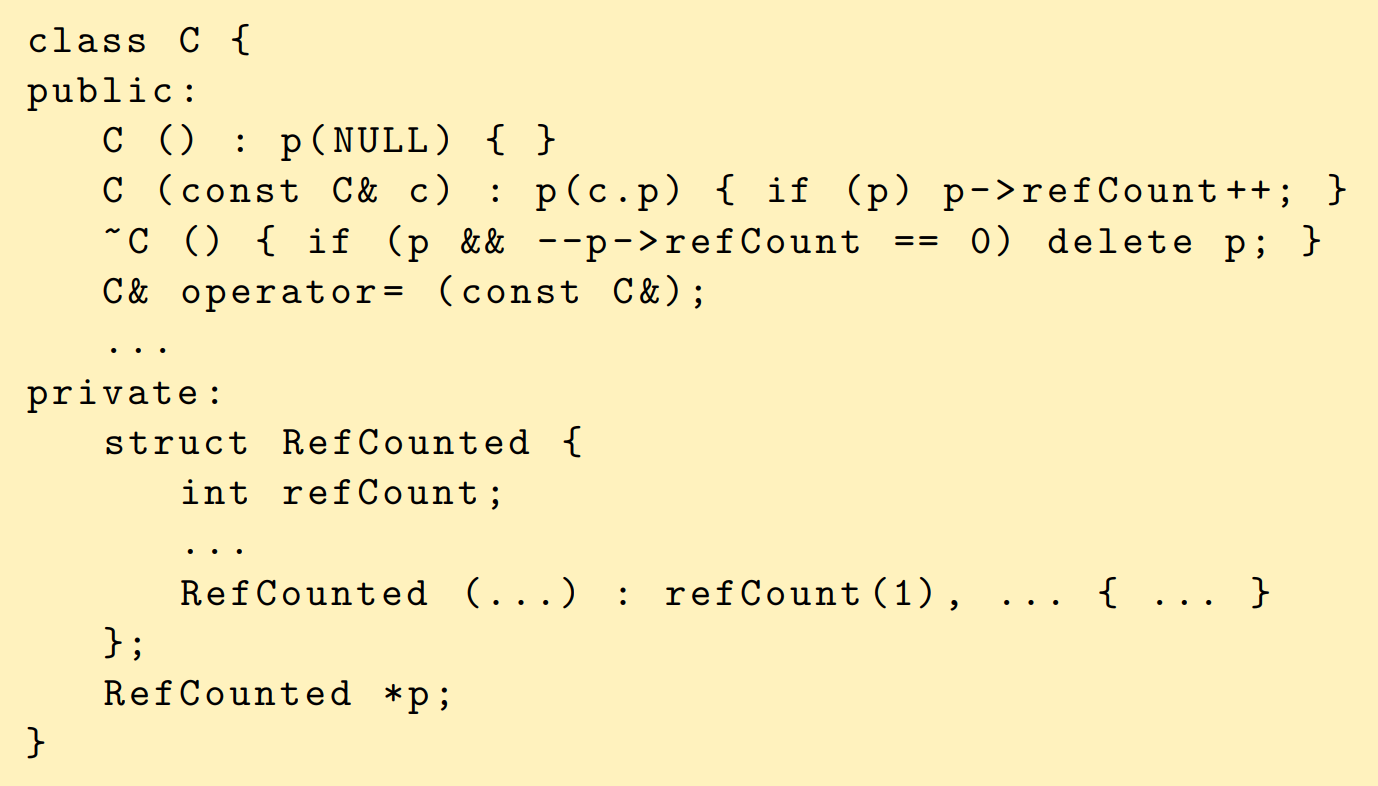 class C {
public:
   C () : p(NULL) { }
   C (const C& c) : p(c.p) { if (p) p->refCount++; }
   ~C () { if (p && --p->refCount == 0) delete p; }
   C& operator= (const C&);
   ...
private:
   struct RefCounted {
      int refCount;
      ...
      RefCounted (...) : refCount(1), ... { ... }
   };
   RefCounted *p;
}